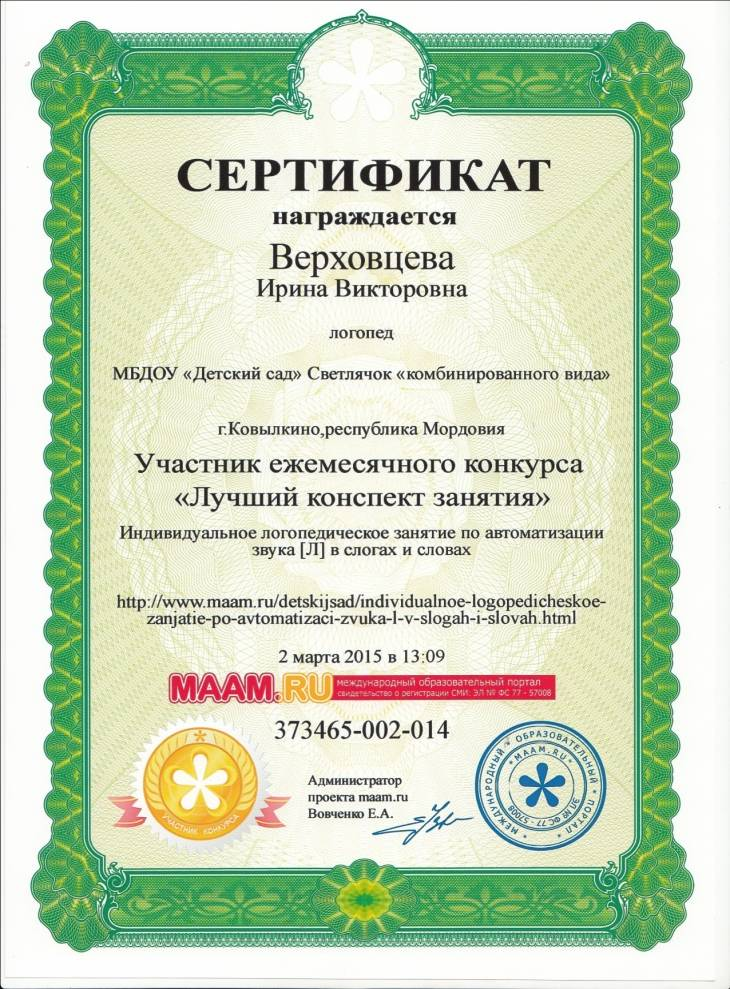 СЕРТИФИКАТ
награждается
Верховцева
Ирина Викторовна
логопед
МБДОУ «Детский сад» Светлячок «комбинированного вида»
г.Ковылкино,республика Мордовия
Участник ежемесячного конкурса
«Лучший конспект занятия»
Индивидуальное логопедическое занятие по автоматизации
звука [Л] в слогах и словах
http://www.maam.ru/detskijsad/individualnoe-logopedicheskoe-
zanjatie-po-avtomatizaci-zvuka-l-v-slogah-i-slovah.html
2 марта 2015 в 13:09
MAAM.RU
международный образовательный портал
свидетельство о регистрации СМИ: ЭЛ № ФС 77 - 57008
373465-002-014
УЧАСТНИК КОНКУРСА
Администратор
проекта maam.ru
Вовченко Е.А.
МЕЖДУНАРОДНЫЙ * ОБРАЗОВАТЕЛЬНЫЙ * ПОРТАЛ *
* MAAM.RU *
ЭЛ № ФС 77 - 57008